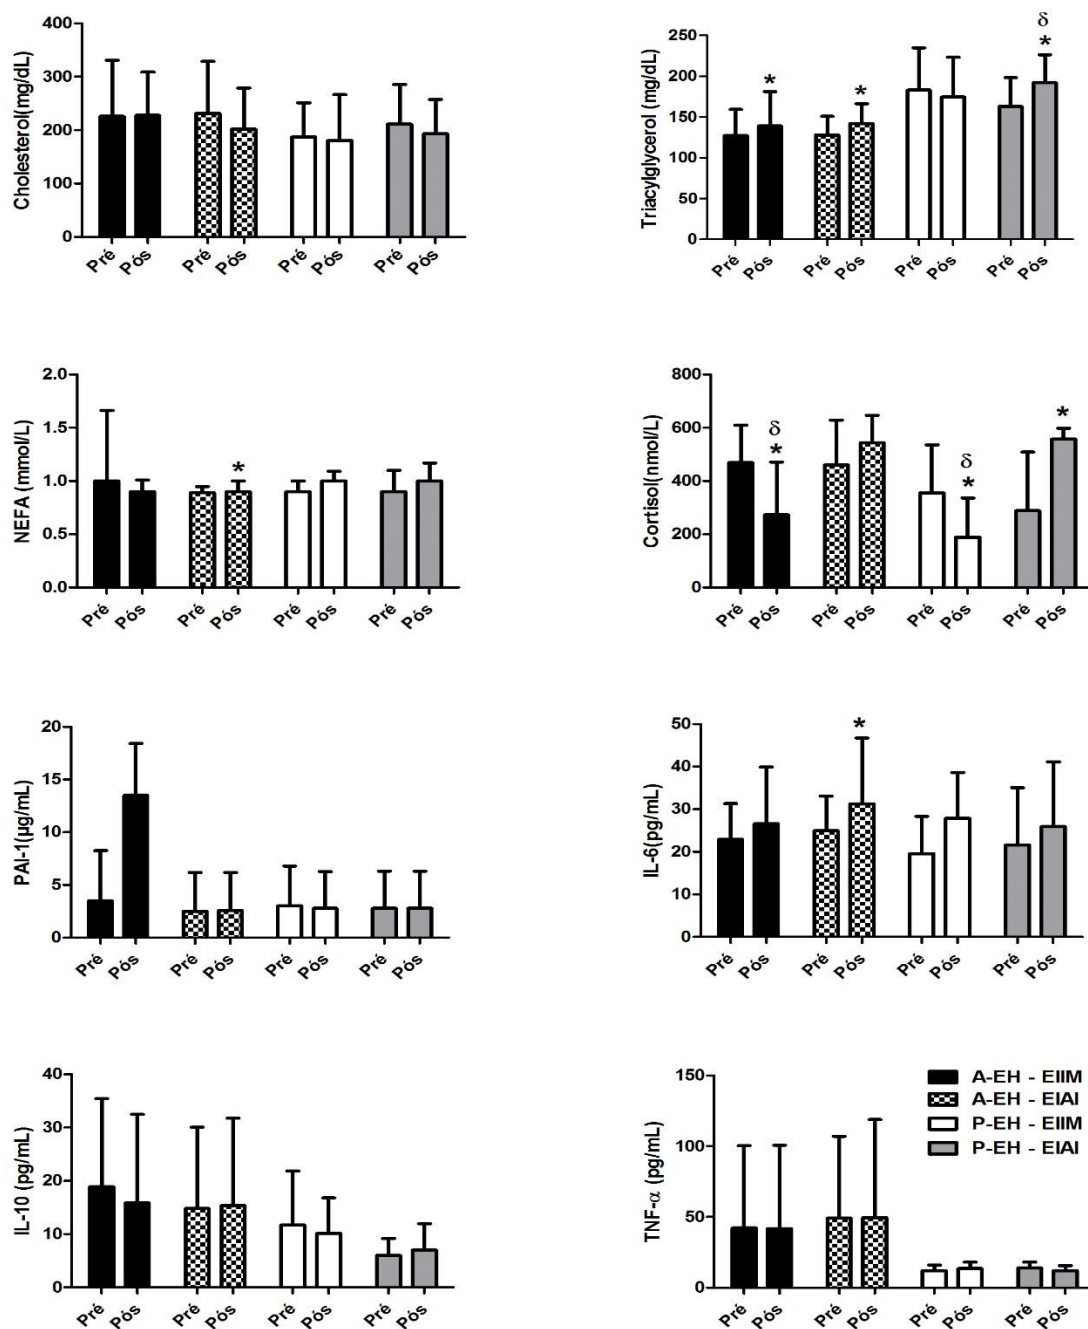 Cholesterol(mg/dL)
400
300
200
100
0
Pré Pós Pré Pós Pré Pós Pré Pós
Triacylglycerol (mg/dL)
250
200
150
100
50
0
* * δ
*
Pré Pós Pré Pós Pré Pós Pré Pós
NEFA (mmol/L)
2.0
1.5
1.0
0.5
0.0
*
Pré Pós Pré Pós Pré Pós Pré Pós
Cortisol(nmol/L)
800
600
400
200
0
δ
*
δ
*
*
Pré Pós Pré Pós Pré Pós Pré Pós
PAI-1(µg/mL)
20
15
10
5
0
Pré Pós Pré Pós Pré Pós Pré Pós
IL-6(pg/mL)
50
40
30
20
10
0
*
Pré Pós Pré Pós Pré Pós Pré Pós
IL-10 (pg/mL)
40
30
20
10
0
Pré Pós Pré Pós Pré Pós Pré Pós
TNF-α (pg/mL)
150
100
50
0
A-EH - EIIM
A-EH - EIAI
P-EH - EIIM
P-EH - EIAI
Pré Pós Pré Pós Pré Pós Pré Pós